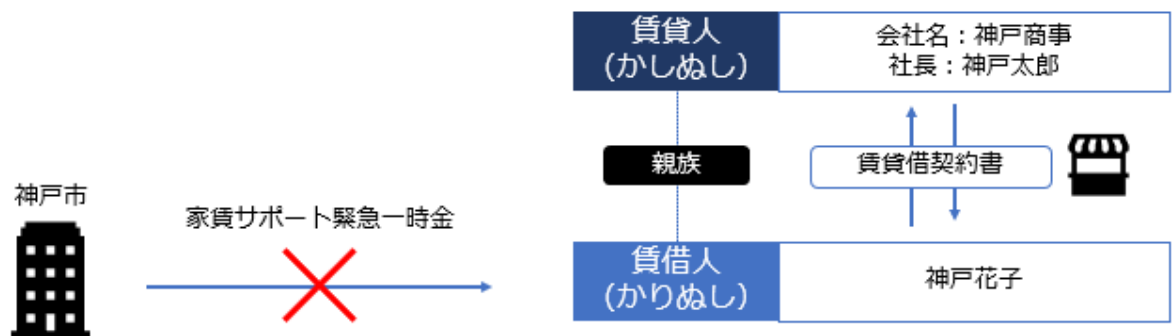 賃貸人
(かしぬし)
会社名：神戸商事
社長：神戸太郎
親族
賃貸借契約書
神戸市
家賃サポート緊急一時金
賃借人
(かりぬし)
神戸花子